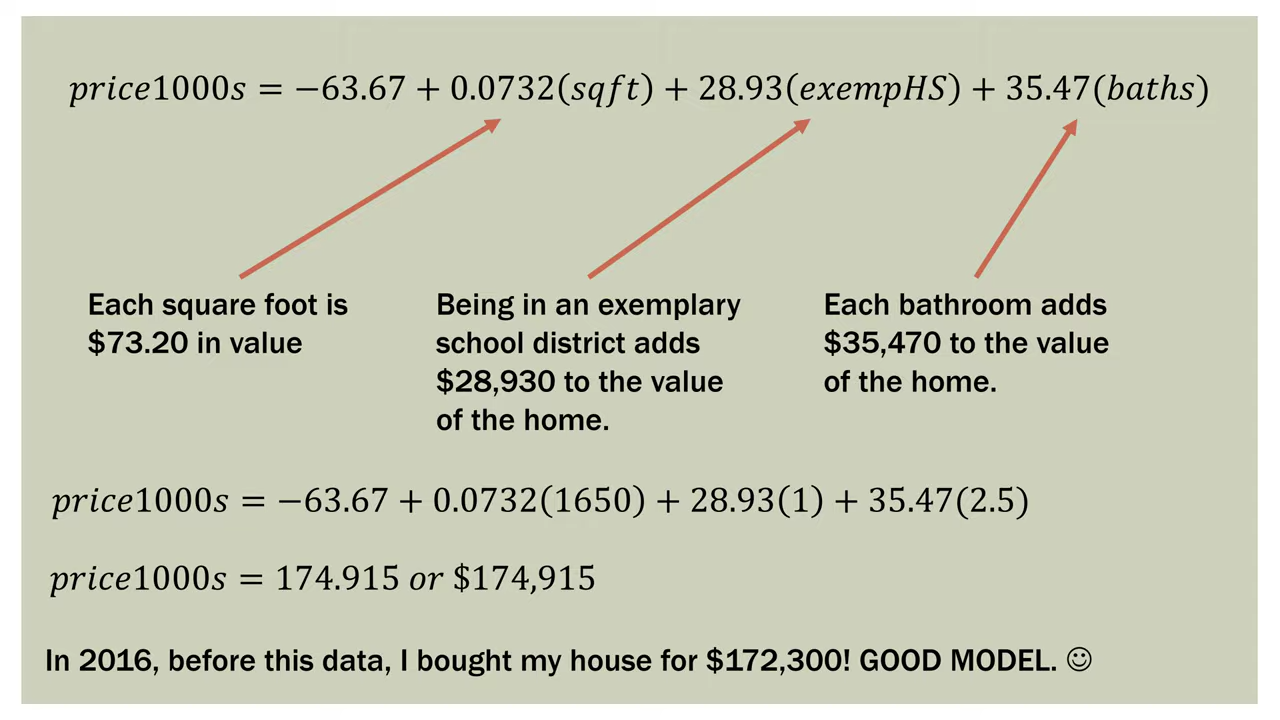 price1000s = −63.67 + 0.0732(sqft) + 28.93(exempHS) + 35.47(baths)
Each square foot is
$73.20 in value
Being in an exemplary
school district adds
$28,930 to the value
of the home.
Each bathroom adds
$35,470 to the value
of the home.
price1000s = −63.67 + 0.0732(1650) + 28.93(1) + 35.47(2.5)
price1000s = 174.915 or $174,915
In 2016, before this data, I bought my house for $172,300! GOOD MODEL. ☺